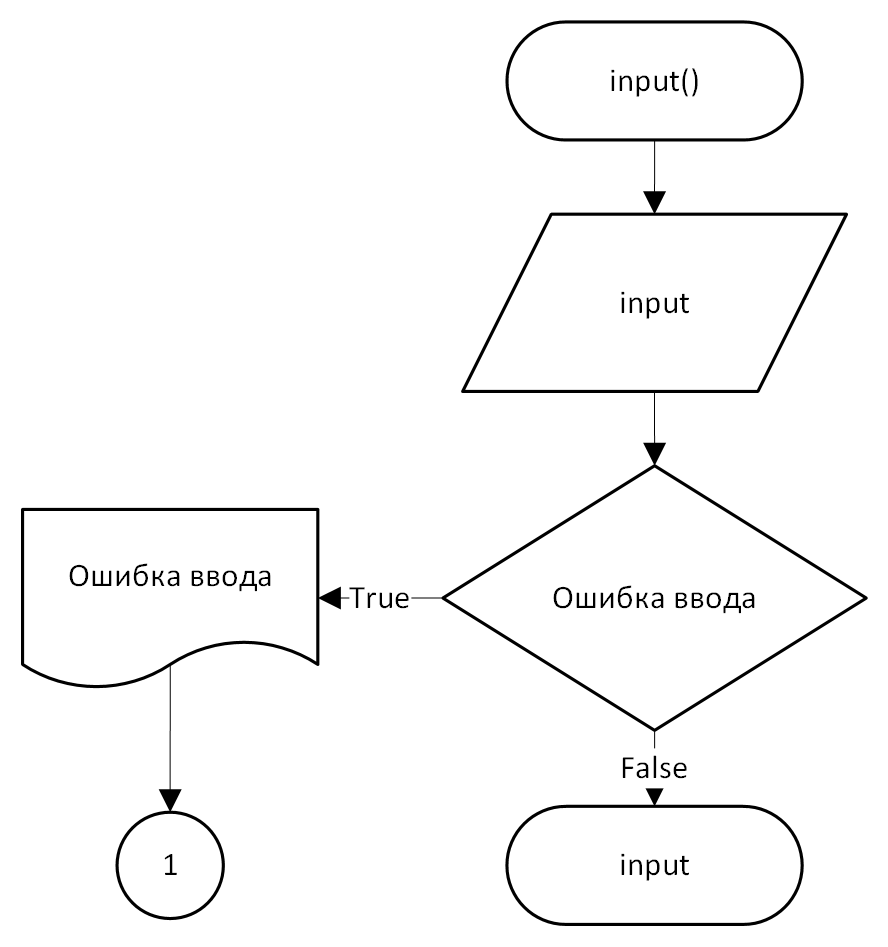 input()
input
Ошибка ввода
True
Ошибка ввода
False
1
input